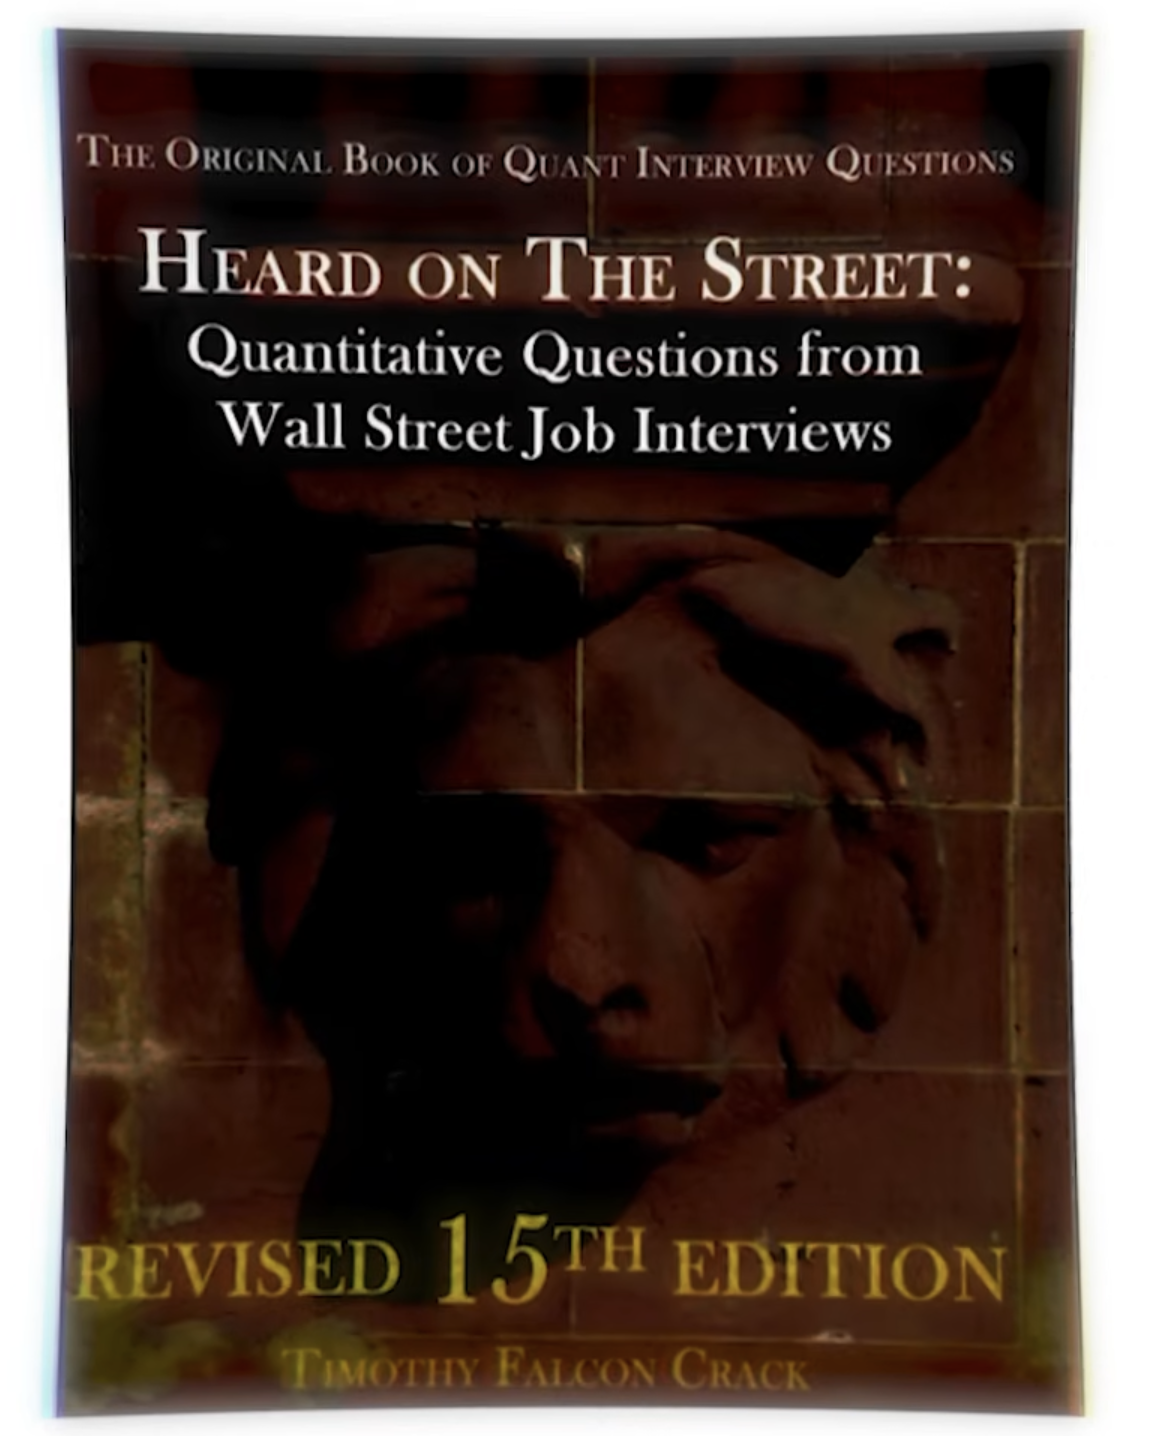 The Original Book of Quant Interview Questions
Heard on The Street:
Quantitative Questions from
Wall Street Job Interviews
REVISED 15TH EDITION
Timothy Falcon Crack